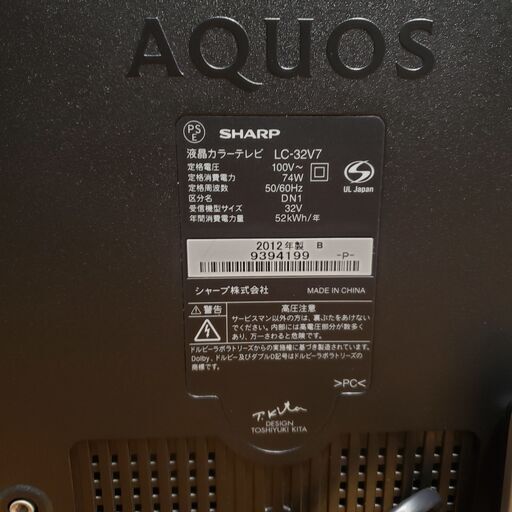 AQUOS
PS E SHARP
液晶カラーテレビ LC-32V7
定格電圧 100V~
定格消費電力 74W
定格周波数 50/60Hz
区分名 DN1
受信機型サイズ 32V
年間消費電力量 52kWh/年
S
UL Japan
2012年製 B
9394199 -P-
シャープ株式会社 MADE IN CHINA
⚠警告 高圧注意
サービスマン以外の方は、裏ぶたをあけない
でください。内部には高電圧部分が数多く
あり、万一さわると危険です。
ドルビーラボラトリーズからの実施権に基づき製造されています。
Dolby、ドルビー及びダブルD記号はドルビーラボラトリーズの
商標です。
>PC<
T.Kita
DESIGN
TOSHIYUKI KITA